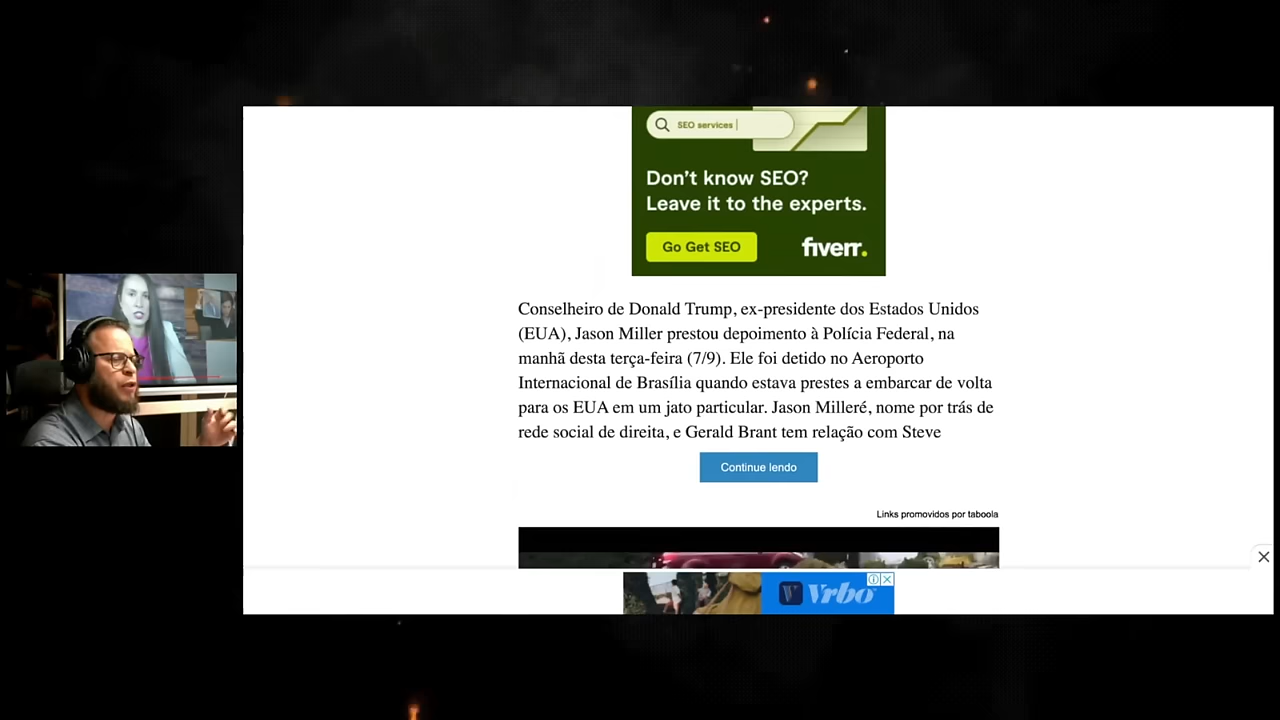 SEO services
Don't know SEO?
Leave it to the experts.
Go Get SEO
fiverr.
Conselheiro de Donald Trump, ex-presidente dos Estados Unidos
(EUA), Jason Miller prestou depoimento à Polícia Federal, na
manhã desta terça-feira (7/9). Ele foi detido no Aeroporto
Internacional de Brasília quando estava prestes a embarcar de volta
para os EUA em um jato particular. Jason Milleré, nome por trás de
rede social de direita, e Gerald Brant tem relação com Steve
Continue lendo
Links promovidos por taboola
Vrbo